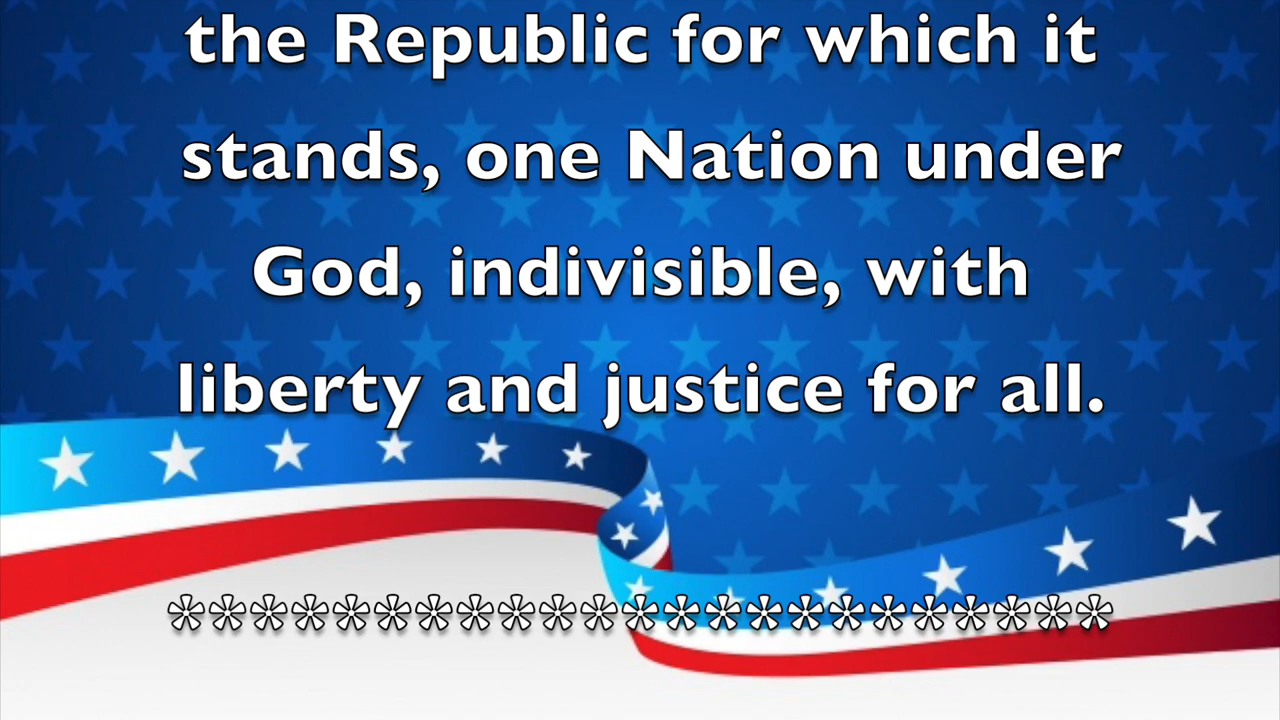 the Republic for which it
stands, one Nation under
God, indivisible, with
liberty and justice for all.
***********************